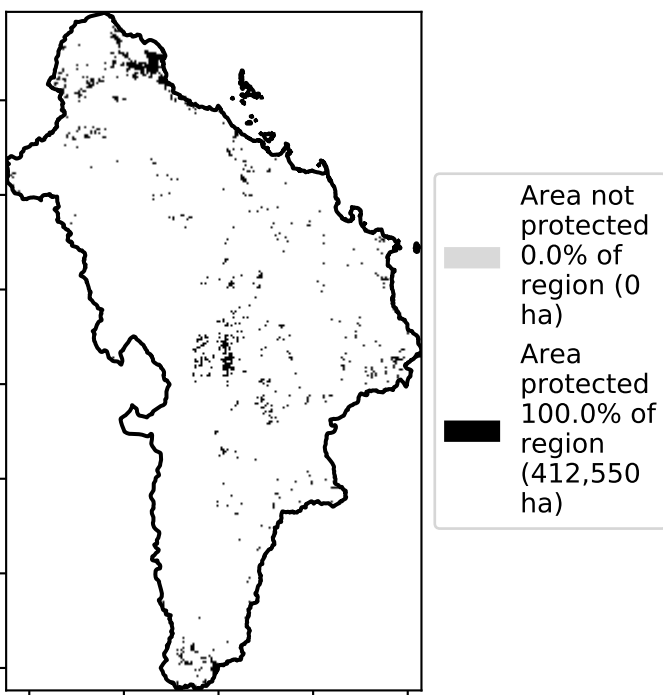 Area not
protected
0.0% of
region (0
ha)
Area
protected
100.0% of
region
(412,550
ha)